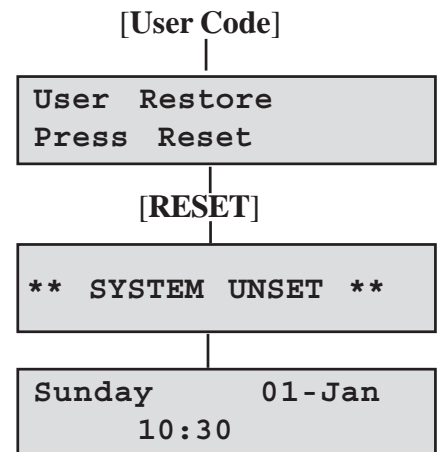 [User Code]
User Restore
Press Reset
[RESET]
** SYSTEM UNSET **
Sunday 01-Jan
10:30